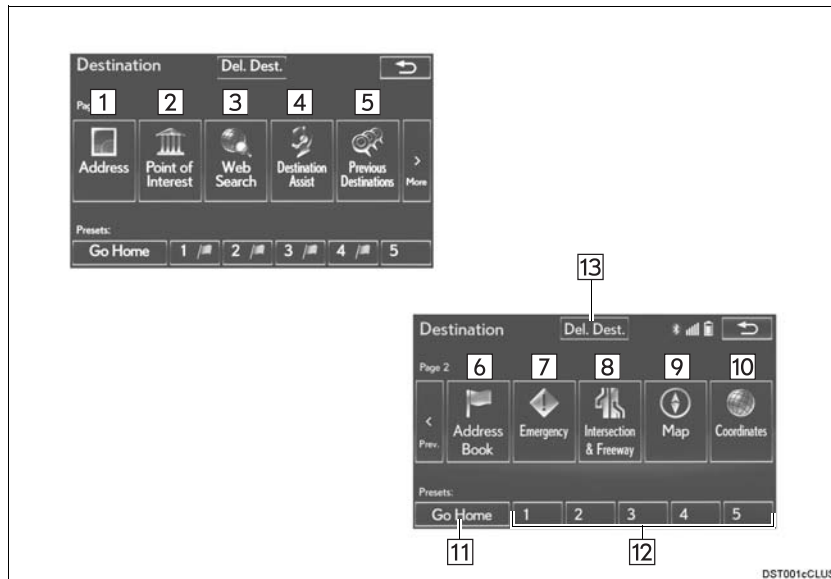 Destination Del. Dest.
1 2 3 4 5
Address Point of Interest Web Search Destination Assist Previous Destinations > More
Presets:
Go Home 1 2 3 4 5
13
Destination Del. Dest.
Page 2 6 7 8 9 10
< Prev. Address Book Emergency Intersection & Freeway Map Coordinates
Presets:
Go Home 1 2 3 4 5
11 12
DST001cCLUS